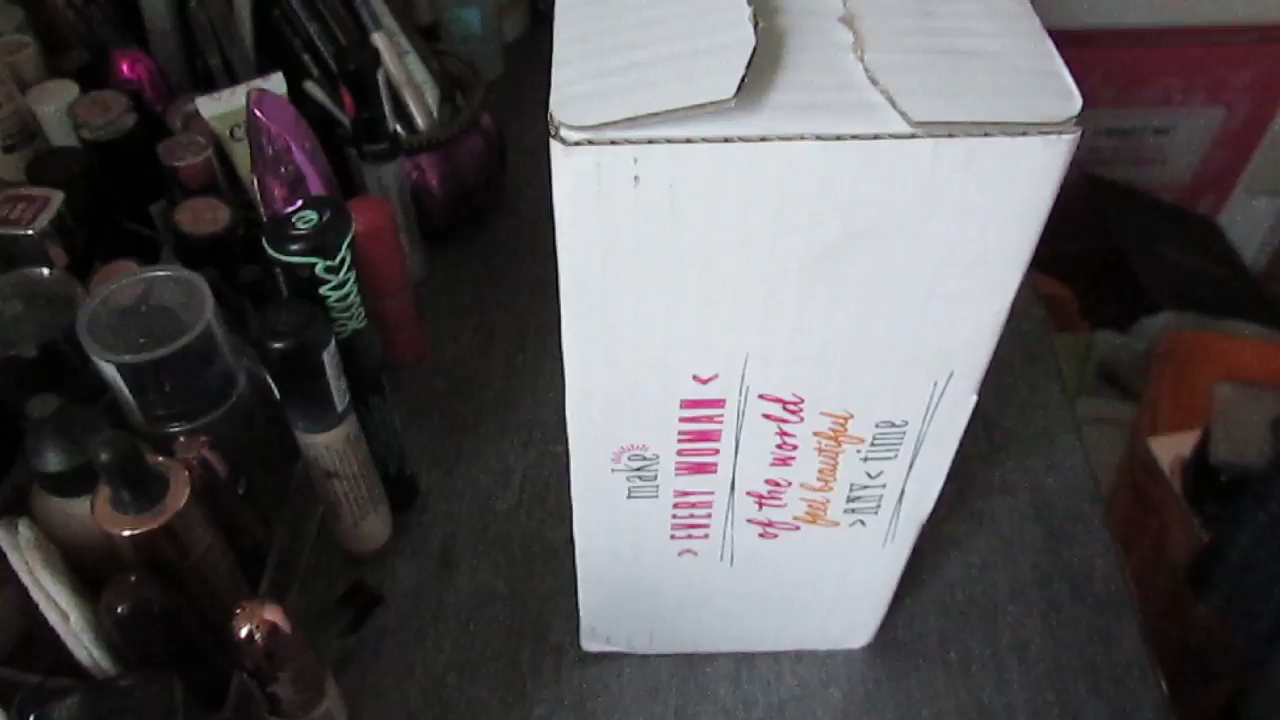 make
> EVERY WOMAN <
of the world
feel beautiful
> ANY < time